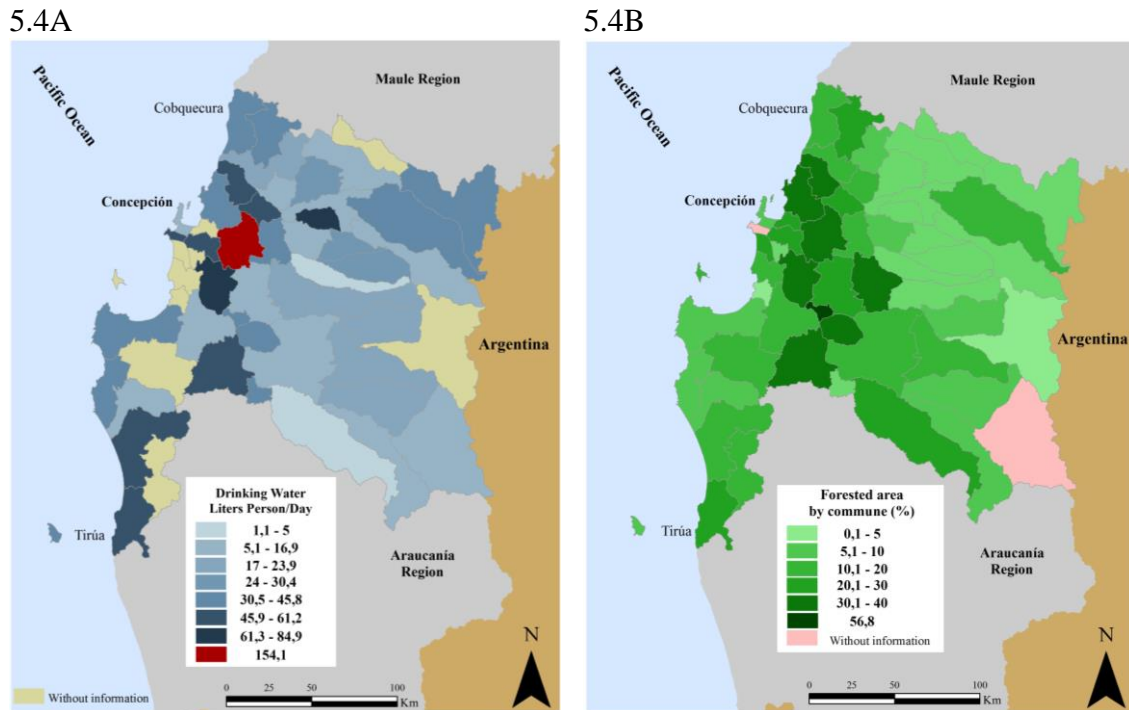 5.4A
Pacific Ocean
Maule Region
Cobquecura
Concepción
Argentina
Tirúa
Araucanía
Region
Drinking Water
Liters Person/Day
1,1 - 5
5,1 - 16,9
17 - 23,9
24 - 30,4
30,5 - 45,8
45,9 - 61,2
61,3 - 84,9
154,1
Without information
N
0 25 50 100
Km
5.4B
Pacific Ocean
Maule Region
Cobquecura
Concepción
Argentina
Tirúa
Araucanía
Region
Forested area
by commune (%)
0,1 - 5
5,1 - 10
10,1 - 20
20,1 - 30
30,1 - 40
56,8
Without information
N
0 25 50 100
Km